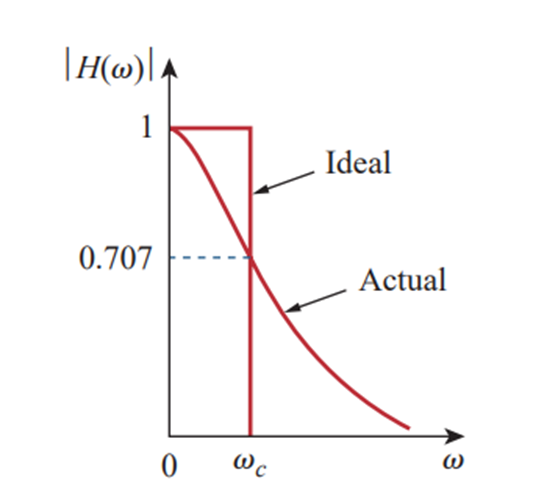 |H(ω)|
1
Ideal
0.707
Actual
0
ω_c
ω